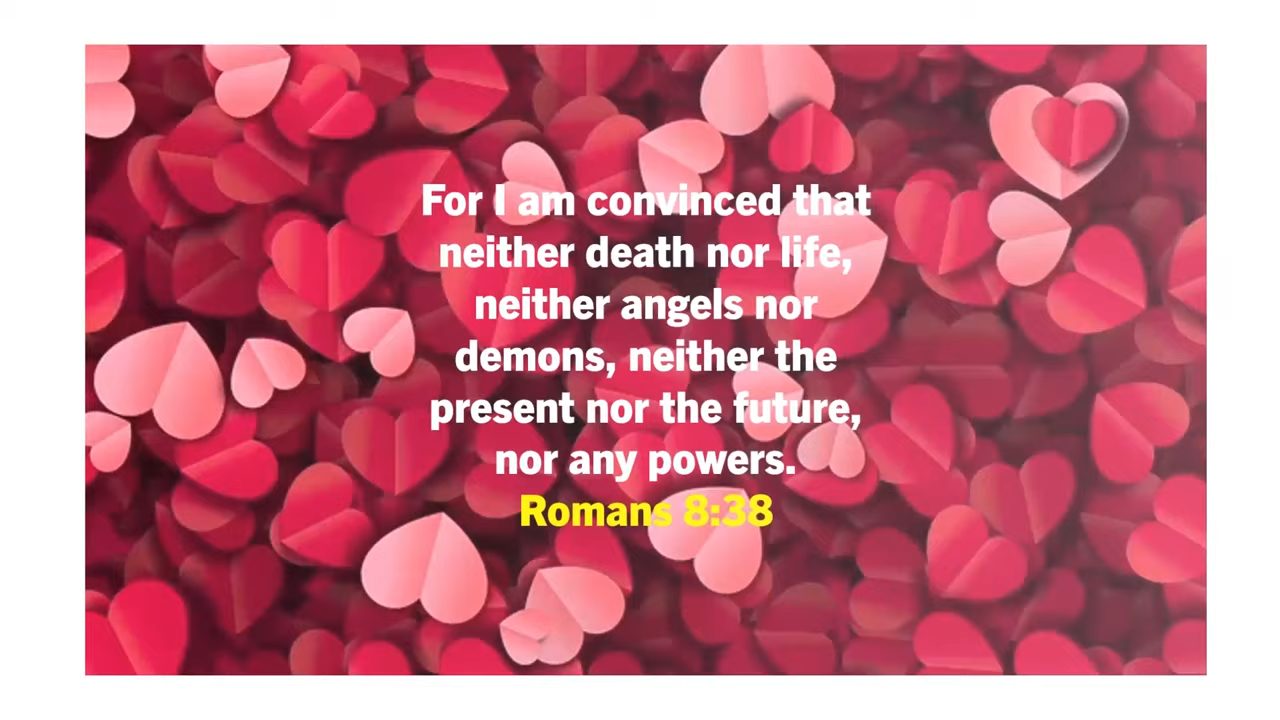 For I am convinced that
neither death nor life,
neither angels nor
demons, neither the
present nor the future,
nor any powers.
Romans 8:38